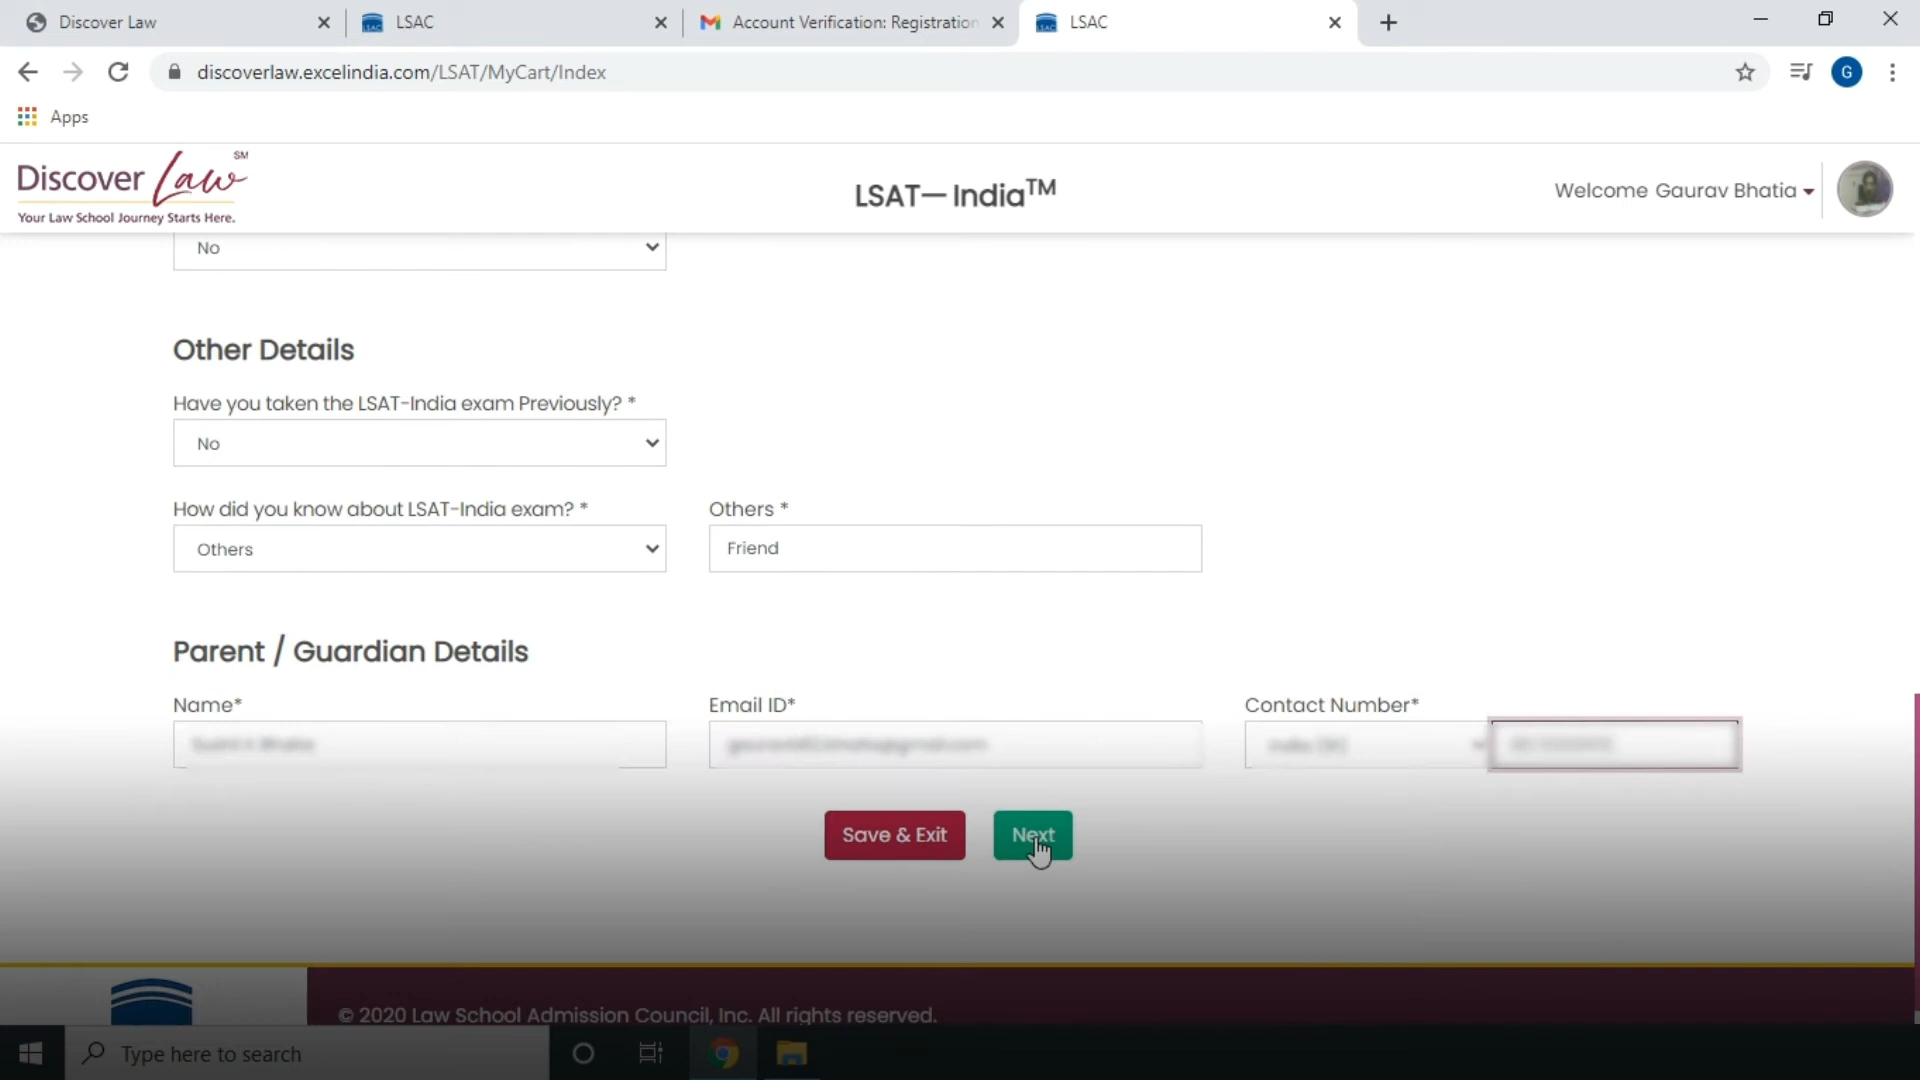 Discover Law
LSAC
Account Verification: Registration
LSAC
discoverlaw.excelindia.com/LSAT/MyCart/Index
G
Apps
Discover Law SM
Your Law School Journey Starts Here.
LSAT— India™
Welcome Gaurav Bhatia
No
Other Details
Have you taken the LSAT-India exam Previously? *
No
How did you know about LSAT-India exam? * Others *
Others Friend
Parent / Guardian Details
Name* Email ID* Contact Number*
Save & Exit Next
© 2020 Law School Admission Council, Inc. All rights reserved.
Type here to search